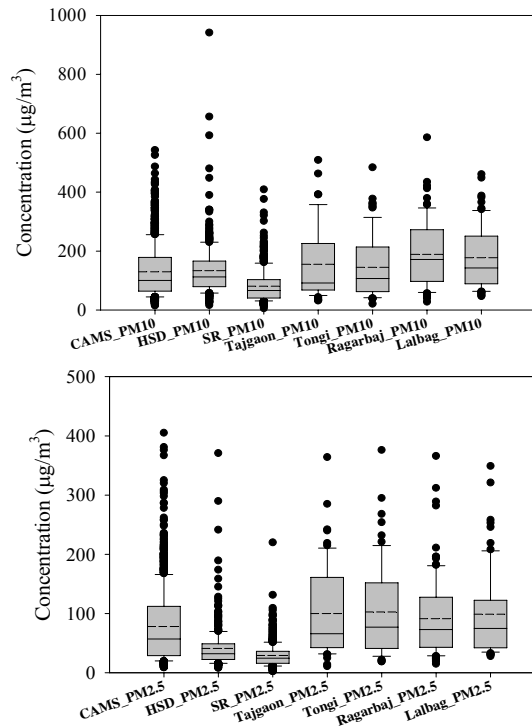 1000
800
600
400
200
0
Concentration (μg/m³)
CAMS_PM10
HSD_PM10
SR_PM10
Tajgaon_PM10
Tongi_PM10
Ragarbaj_PM10
Lalbag_PM10
500
400
300
200
100
0
Concentration (μg/m³)
CAMS_PM2.5
HSD_PM2.5
SR_PM2.5
Tajgaon_PM2.5
Tongi_PM2.5
Ragarbaj_PM2.5
Lalbag_PM2.5